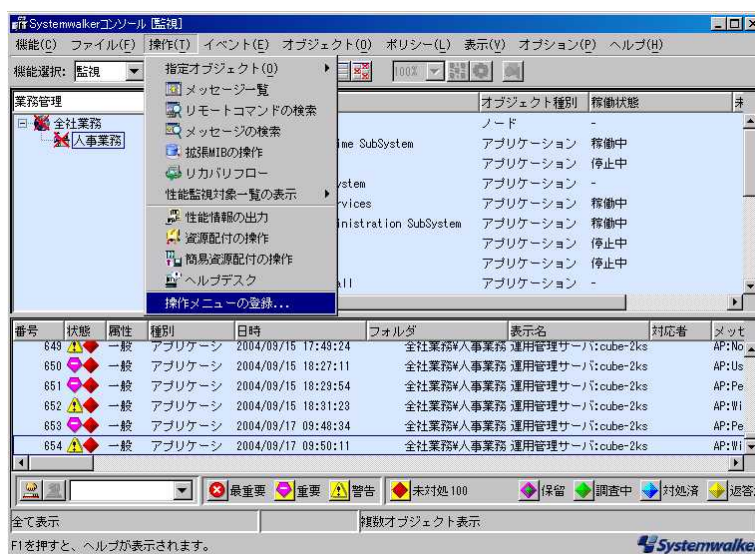 Systemwalkerコンソール [監視]
機能(C) ファイル(F) 操作(T) イベント(E) オブジェクト(O) ポリシー(L) 表示(V) オプション(P) ヘルプ(H)
機能選択: 監視
100%
指定オブジェクト(O)
メッセージ一覧
リモートコマンドの検索
メッセージの検索
拡張MIBの操作
リカバリフロー
性能監視対象一覧の表示
性能情報の出力
資源配付の操作
簡易資源配付の操作
ヘルプデスク
操作メニューの登録...
業務管理
全社業務
人事業務
オブジェクト種別 稼働状態 未
ノード -
ime SubSystem アプリケーション 稼働中
アプリケーション 停止中
ystem アプリケーション -
rvices アプリケーション 稼働中
inistration SubSystem アプリケーション 稼働中
アプリケーション 停止中
アプリケーション 停止中
all アプリケーション -
番号 状態 属性 種別 日時 フォルダ 表示名 対応者 メッセ
649 一般 アプリケーシ 2004/09/15 17:49:24 全社業務¥人事業務 運用管理サーバ:cube-2ks AP:No
650 一般 アプリケーシ 2004/09/15 18:27:11 全社業務¥人事業務 運用管理サーバ:cube-2ks AP:Us
651 一般 アプリケーシ 2004/09/15 18:29:54 全社業務¥人事業務 運用管理サーバ:cube-2ks AP:Pe
652 一般 アプリケーシ 2004/09/15 18:31:23 全社業務¥人事業務 運用管理サーバ:cube-2ks AP:Wi
653 一般 アプリケーシ 2004/09/17 09:48:34 全社業務¥人事業務 運用管理サーバ:cube-2ks AP:Pe
654 一般 アプリケーシ 2004/09/17 09:50:11 全社業務¥人事業務 運用管理サーバ:cube-2ks AP:Wi
最重要 重要 警告 未対処 100 保留 調査中 対処済 返答
全て表示 複数オブジェクト表示
F1を押すと、ヘルプが表示されます。 Systemwalke